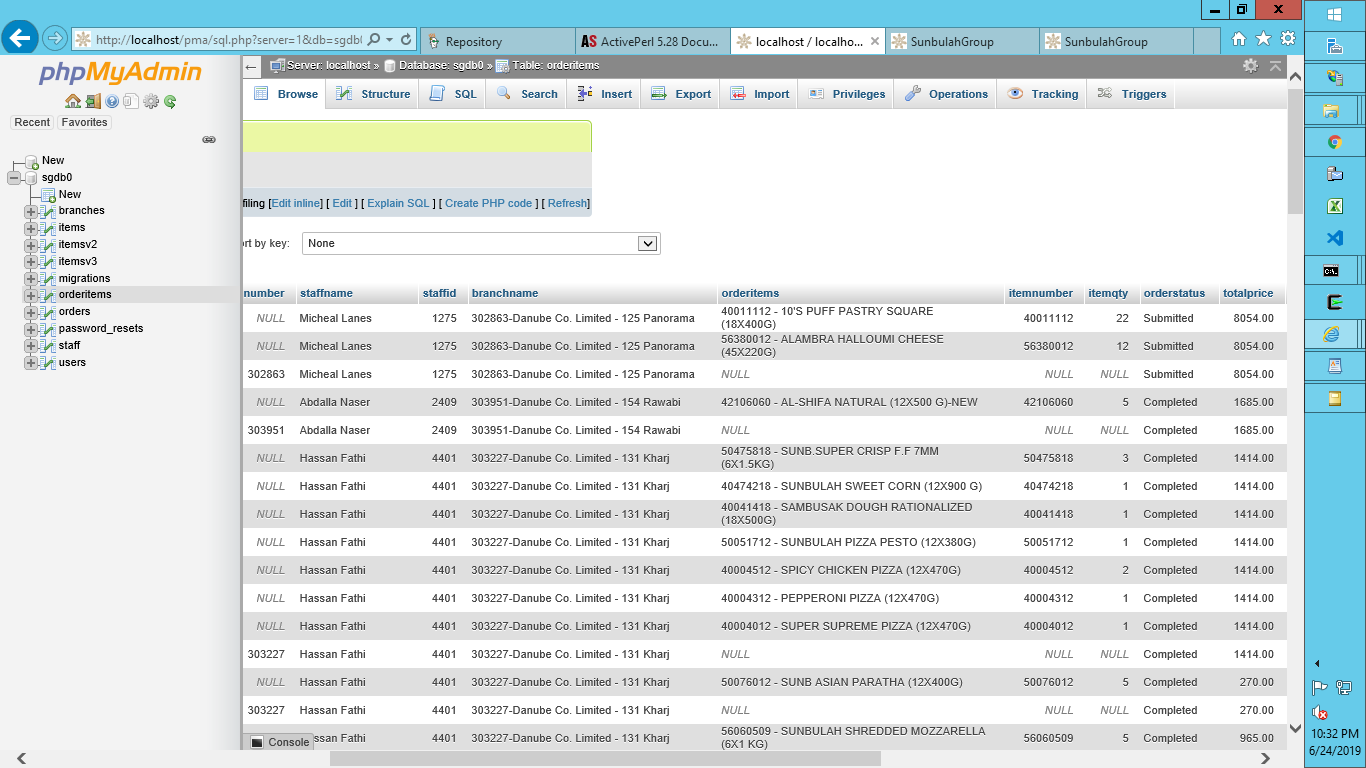 http://localhost/pma/sql.php?server=1&db=sgdb(
Repository
ActivePerl 5.28 Docu...
localhost / localho...
SunbulahGroup
SunbulahGroup
phpMyAdmin
Recent Favorites
New
sgdb0
New
branches
items
itemsv2
itemsv3
migrations
orderitems
orders
password_resets
staff
users
Server: localhost » Database: sgdb0 » Table: orderitems
Browse Structure SQL Search Insert Export Import Privileges Operations Tracking Triggers
filing [Edit inline] [ Edit ] [ Explain SQL ] [ Create PHP code ] [ Refresh]
ort by key: None
number staffname staffid branchname orderitems itemnumber itemqty orderstatus totalprice
NULL Micheal Lanes 1275 302863-Danube Co. Limited - 125 Panorama 40011112 - 10'S PUFF PASTRY SQUARE (18X400G) 40011112 22 Submitted 8054.00
NULL Micheal Lanes 1275 302863-Danube Co. Limited - 125 Panorama 56380012 - ALAMBRA HALLOUMI CHEESE (45X220G) 56380012 12 Submitted 8054.00
302863 Micheal Lanes 1275 302863-Danube Co. Limited - 125 Panorama NULL NULL NULL Submitted 8054.00
NULL Abdalla Naser 2409 303951-Danube Co. Limited - 154 Rawabi 42106060 - AL-SHIFA NATURAL (12X500 G)-NEW 42106060 5 Completed 1685.00
303951 Abdalla Naser 2409 303951-Danube Co. Limited - 154 Rawabi NULL NULL NULL Completed 1685.00
NULL Hassan Fathi 4401 303227-Danube Co. Limited - 131 Kharj 50475818 - SUNB.SUPER CRISP F.F 7MM (6X1.5KG) 50475818 3 Completed 1414.00
NULL Hassan Fathi 4401 303227-Danube Co. Limited - 131 Kharj 40474218 - SUNBULAH SWEET CORN (12X900 G) 40474218 1 Completed 1414.00
NULL Hassan Fathi 4401 303227-Danube Co. Limited - 131 Kharj 40041418 - SAMBUSAK DOUGH RATIONALIZED (18X500G) 40041418 1 Completed 1414.00
NULL Hassan Fathi 4401 303227-Danube Co. Limited - 131 Kharj 50051712 - SUNBULAH PIZZA PESTO (12X380G) 50051712 1 Completed 1414.00
NULL Hassan Fathi 4401 303227-Danube Co. Limited - 131 Kharj 40004512 - SPICY CHICKEN PIZZA (12X470G) 40004512 2 Completed 1414.00
NULL Hassan Fathi 4401 303227-Danube Co. Limited - 131 Kharj 40004312 - PEPPERONI PIZZA (12X470G) 40004312 1 Completed 1414.00
NULL Hassan Fathi 4401 303227-Danube Co. Limited - 131 Kharj 40004012 - SUPER SUPREME PIZZA (12X470G) 40004012 1 Completed 1414.00
303227 Hassan Fathi 4401 303227-Danube Co. Limited - 131 Kharj NULL NULL NULL Completed 1414.00
NULL Hassan Fathi 4401 303227-Danube Co. Limited - 131 Kharj 50076012 - SUNB ASIAN PARATHA (12X400G) 50076012 5 Completed 270.00
303227 Hassan Fathi 4401 303227-Danube Co. Limited - 131 Kharj NULL NULL NULL Completed 270.00
ssan Fathi 4401 303227-Danube Co. Limited - 131 Kharj 56060509 - SUNBULAH SHREDDED MOZZARELLA (6X1 KG) 56060509 5 Completed 965.00
Console
10:32 PM
6/24/2019